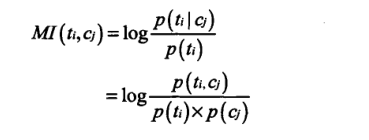 MI(tᵢ,cⱼ)=log p(tᵢ|cⱼ)/p(tᵢ)
=log p(tᵢ,cⱼ)/p(tᵢ)×p(cⱼ)